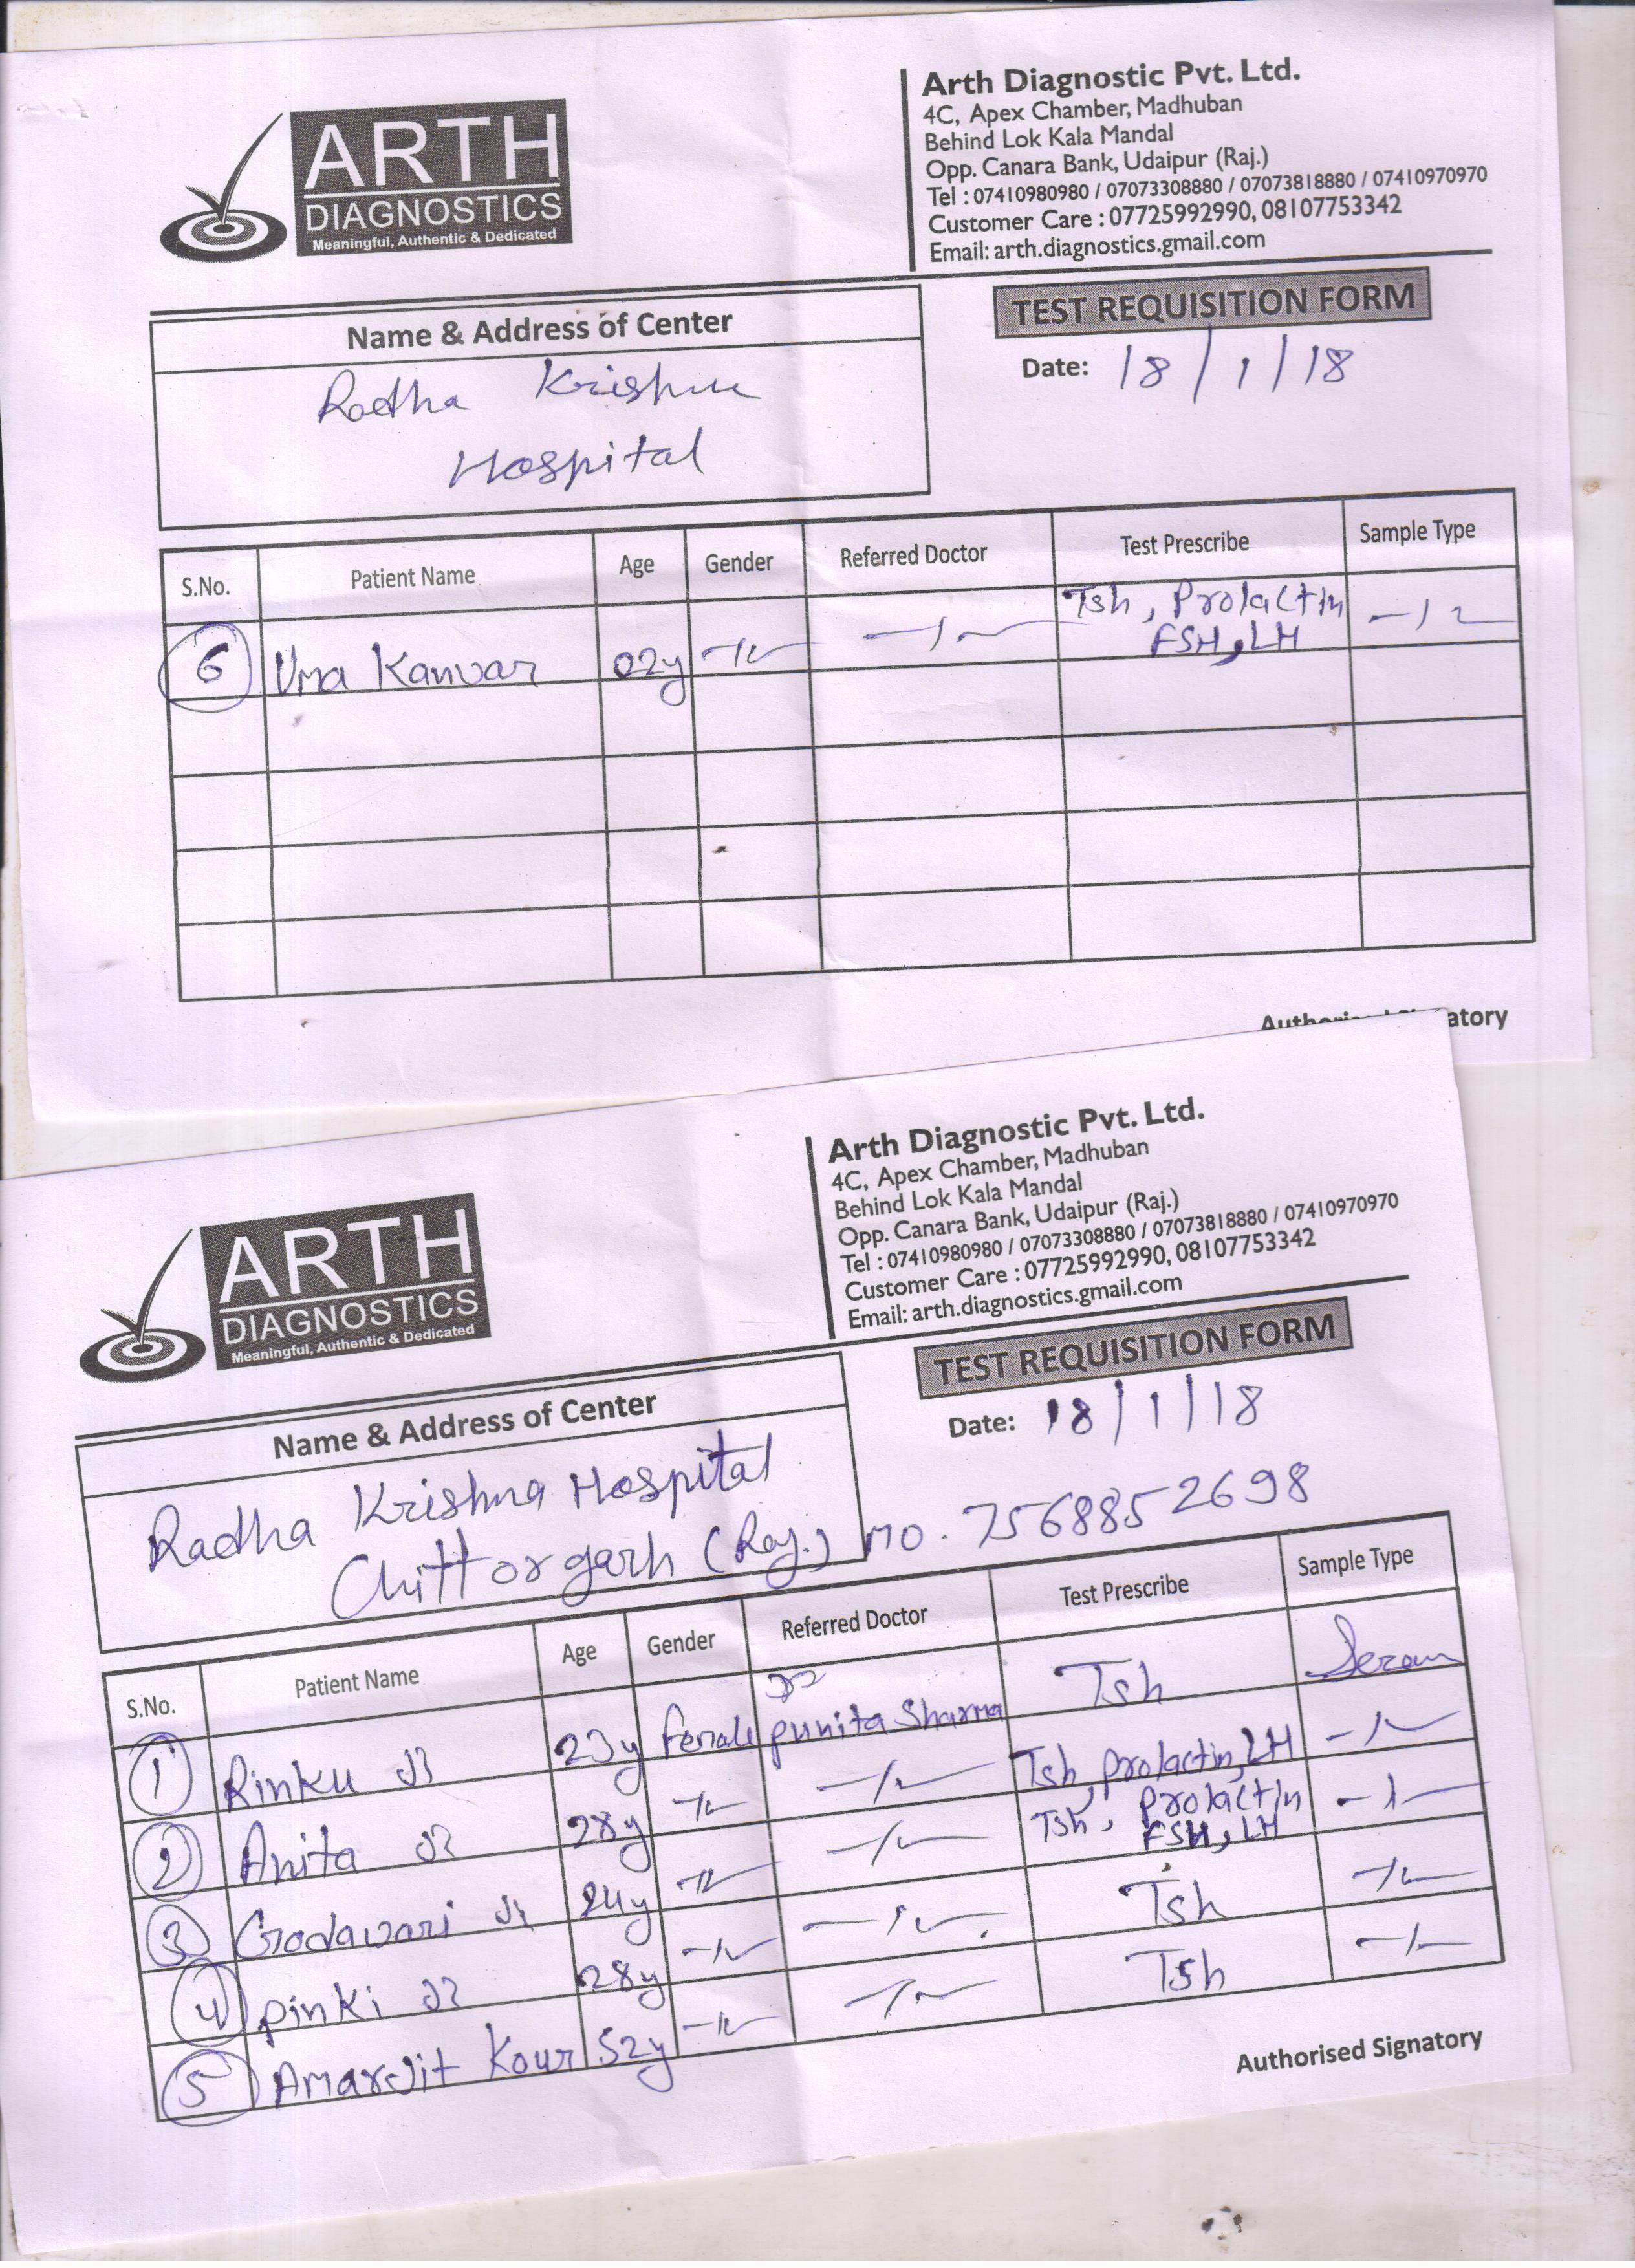 ARTH
DIAGNOSTICS
Meaningful, Authentic & Dedicated
Arth Diagnostic Pvt. Ltd.
4C, Apex Chamber, Madhuban
Behind Lok Kala Mandal
Opp. Canara Bank, Udaipur (Raj.)
Tel : 07410980980 / 07073308880 / 07073818880 / 07410970970
Customer Care : 07725992990, 08107753342
Email: arth.diagnostics.gmail.com
Name & Address of Center
TEST REQUISITION FORM
Date: 18/1/18
Radha Krishna
Hospital
S.No. Patient Name Age Gender Referred Doctor Test Prescribe Sample Type
Tsh, Prolactin
6 Uma Kanwar 02y FSH, LH
Authorised Signatory
ARTH
DIAGNOSTICS
Meaningful, Authentic & Dedicated
Arth Diagnostic Pvt. Ltd.
4C, Apex Chamber, Madhuban
Behind Lok Kala Mandal
Opp. Canara Bank, Udaipur (Raj.)
Tel : 07410980980 / 07073308880 / 07073818880 / 07410970970
Customer Care : 07725992990, 08107753342
Email: arth.diagnostics.gmail.com
Name & Address of Center
TEST REQUISITION FORM
Date: 18/1/18
Radha Krishna Hospital
Chittorgarh (Raj.) MO. 7568852698
S.No. Patient Name Age Gender Referred Doctor Test Prescribe Sample Type
1 Rinku Ji 23y Female Punita Sharma Tsh Seram
2 Anita Ji 28y Tsh, prolactin, LH
3 Godawari Ji 24y Tsh, Prolactin
FSH, LH
4 Pinki Ji 28y Tsh
5 Amarjit Kour 52y Tsh
Authorised Signatory